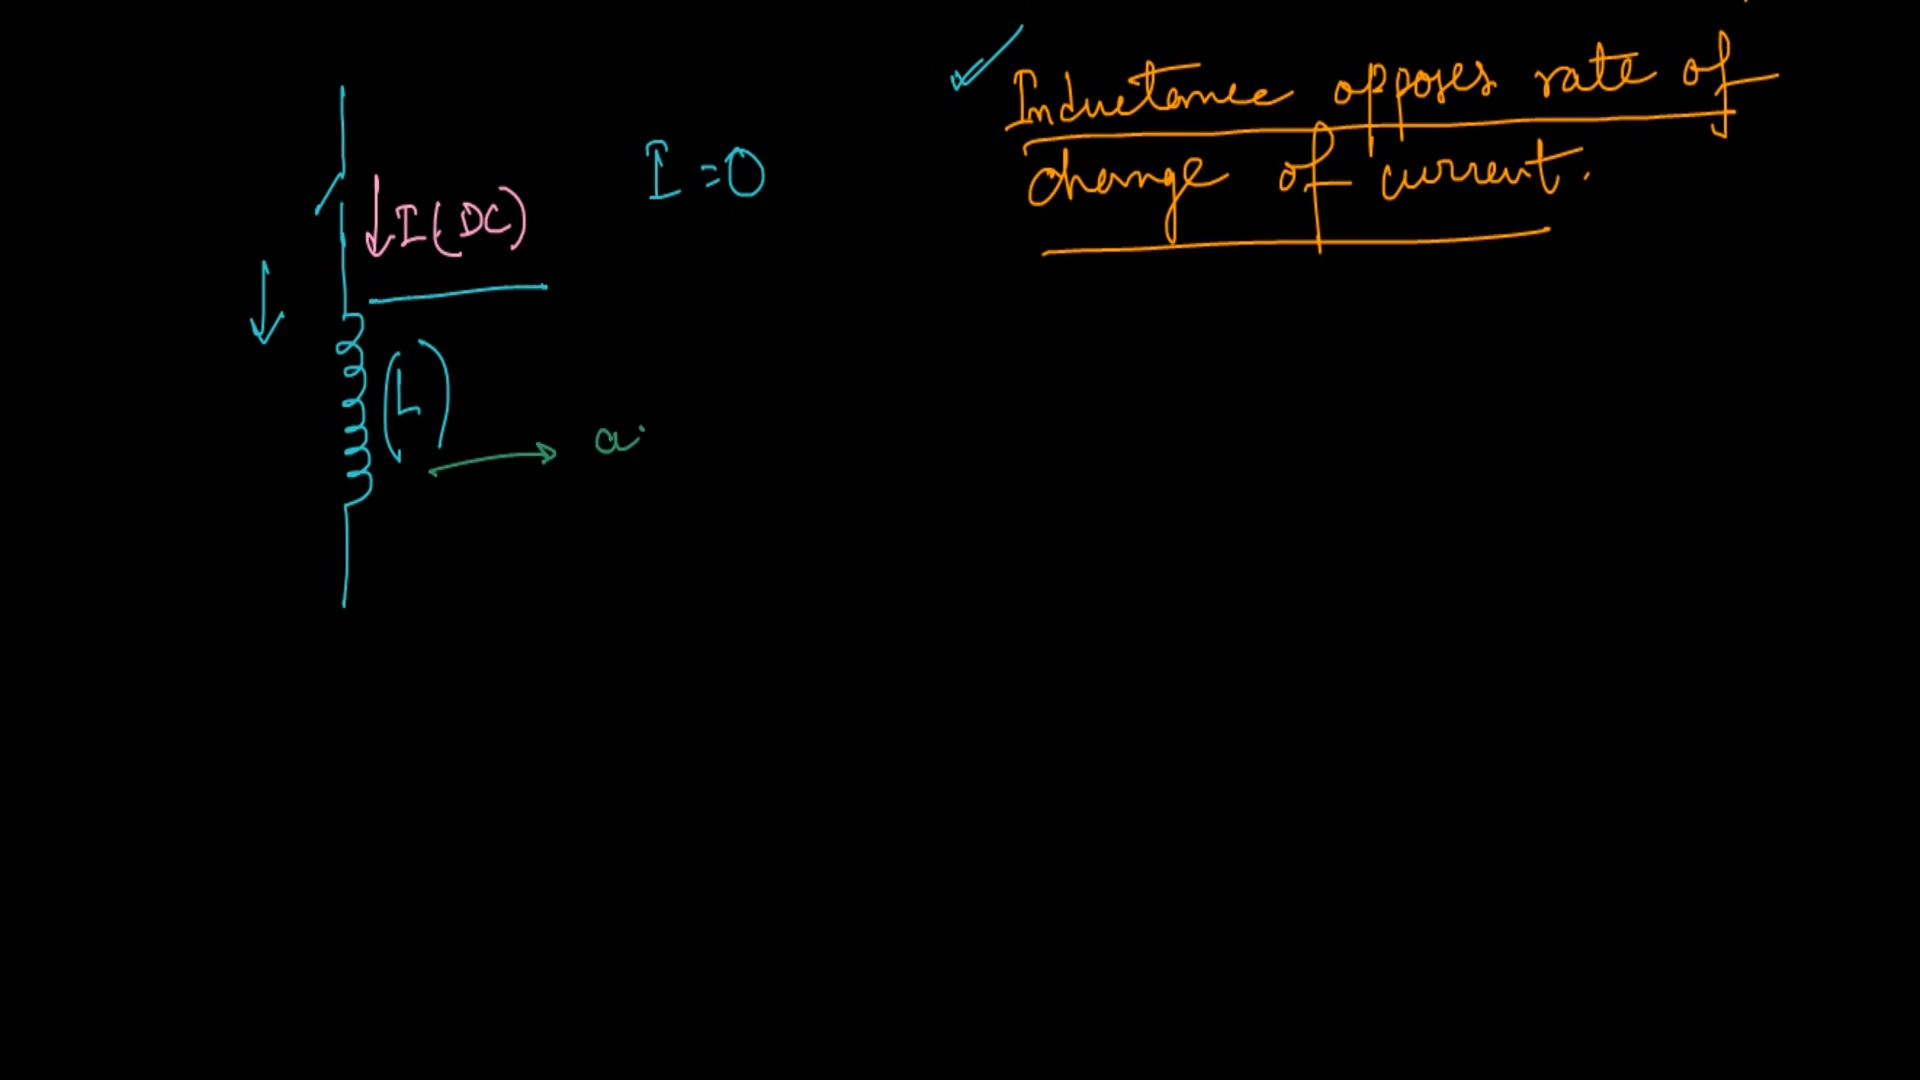 Inductance opposes rate of
change of current.
I = 0
I (DC)
(L)
a